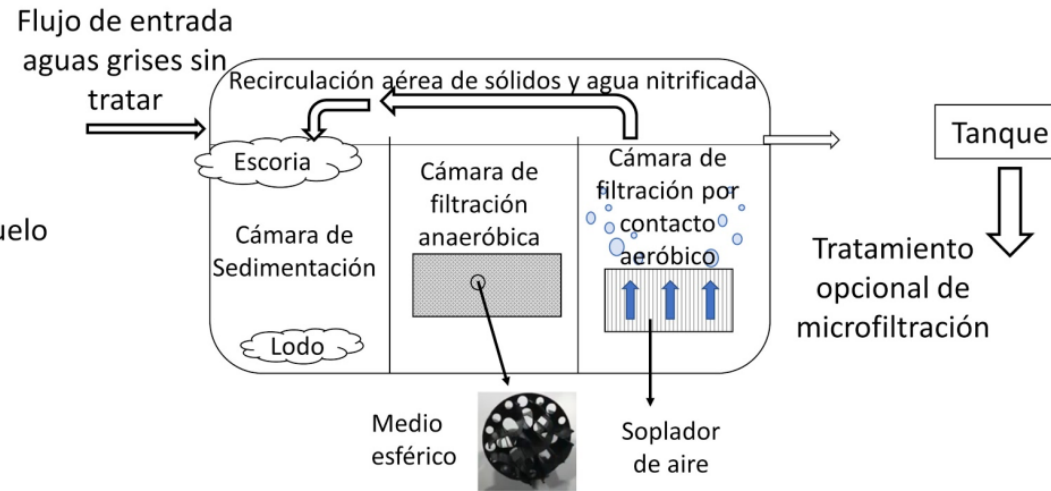 Flujo de entrada
aguas grises sin
tratar
Recirculación aérea de sólidos y agua nitrificada
Escoria
Cámara de
Sedimentación
Lodo
Cámara de
filtración
anaeróbica
Cámara de
filtración por
contacto
aeróbico
Medio
esférico
Soplador
de aire
Tanque
Tratamiento
opcional de
microfiltración
uelo